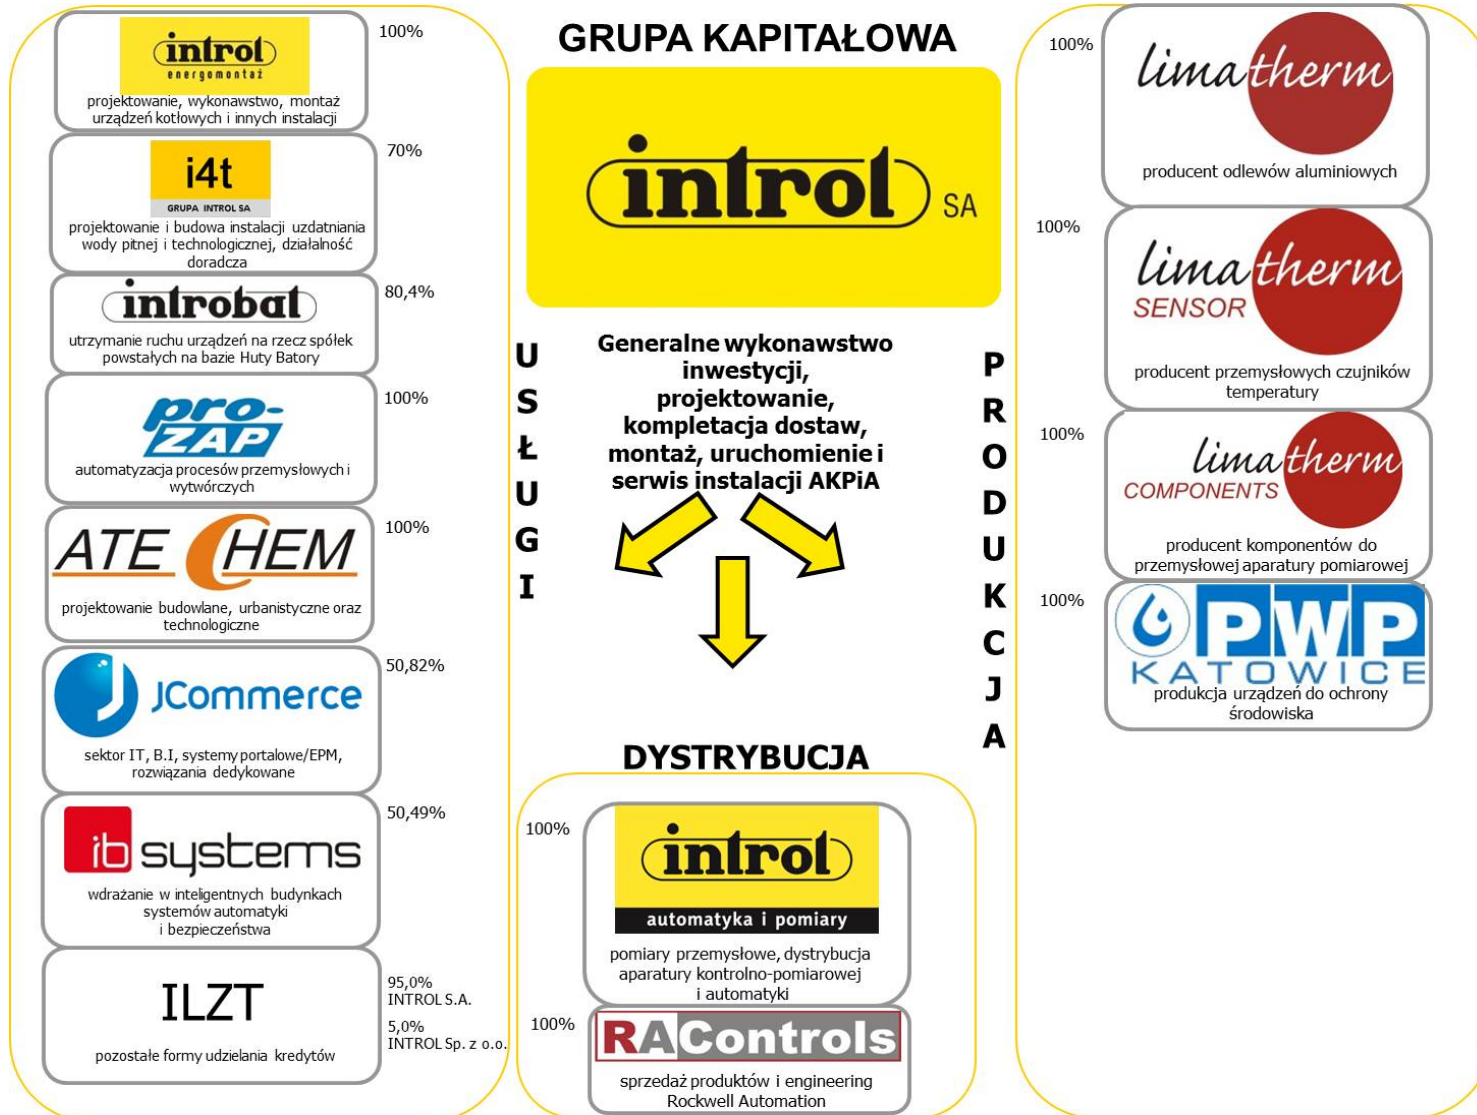 introl
energomontaż
projektowanie, wykonawstwo, montaż
urządzeń kotłowych i innych instalacji
100%
i4t
GRUPA INTROL SA
projektowanie i budowa instalacji uzdatniania
wody pitnej i technologicznej, działalność
doradcza
70%
introbat
utrzymanie ruchu urządzeń na rzecz spółek
powstałych na bazie Huty Batory
80,4%
pro-
ZAP
automatyzacja procesów przemysłowych i
wytwórczych
100%
ATECHEM
projektowanie budowlane, urbanistyczne oraz
technologiczne
100%
JCommerce
sektor IT, B.I, systemy portalowe/EPM,
rozwiązania dedykowane
50,82%
ib systems
wdrażanie w inteligentnych budynkach
systemów automatyki
i bezpieczeństwa
50,49%
ILZT
pozostałe formy udzielania kredytów
95,0%
INTROL S.A.
5,0%
INTROL Sp. z o.o.
USŁUGI
GRUPA KAPITAŁOWA
introl SA
Generalne wykonawstwo
inwestycji,
projektowanie,
kompletacja dostaw,
montaż, uruchomienie i
serwis instalacji AKPiA
DYSTRYBUCJA
100%
introl
automatyka i pomiary
pomiary przemysłowe, dystrybucja
aparatury kontrolno-pomiarowej
i automatyki
100%
RAControls
sprzedaż produktów i engineering
Rockwell Automation
PRODUKCJA
100%
limatherm
producent odlewów aluminiowych
100%
limatherm
SENSOR
producent przemysłowych czujników
temperatury
100%
limatherm
COMPONENTS
producent komponentów do
przemysłowej aparatury pomiarowej
100%
PWP
KATOWICE
produkcja urządzeń do ochrony
środowiska